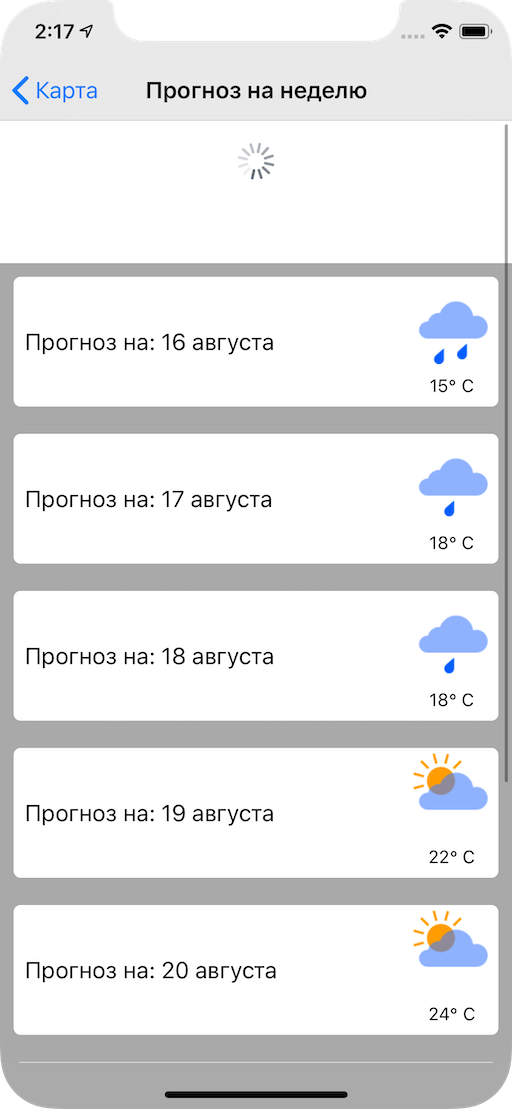 2:17
Карта
Прогноз на неделю
Прогноз на: 16 августа
15° C
Прогноз на: 17 августа
18° C
Прогноз на: 18 августа
18° C
Прогноз на: 19 августа
22° C
Прогноз на: 20 августа
24° C